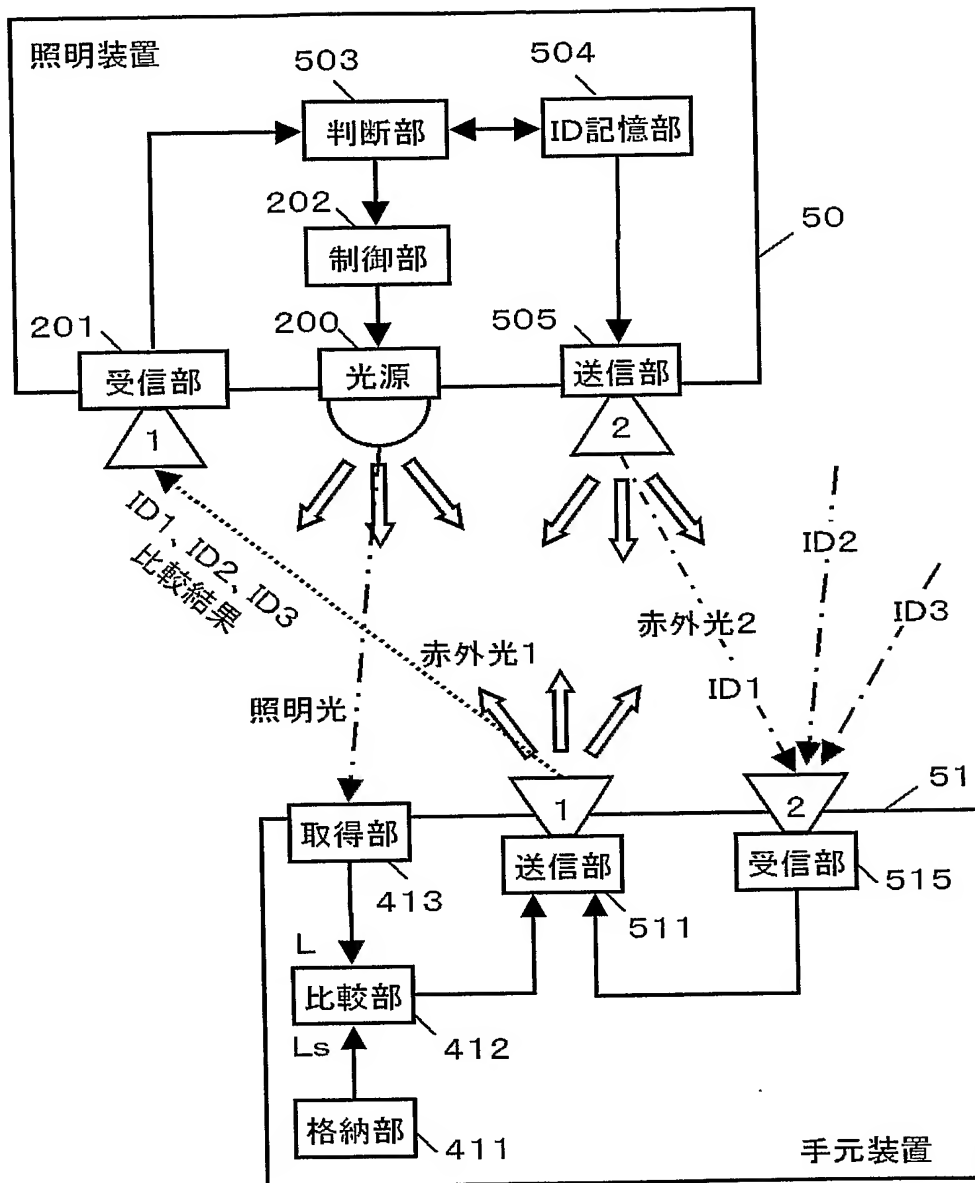 照明装置
503
504
判断部
ID記憶部
202
50
制御部
201
200
505
受信部
光源
送信部
1
2
ID1、ID2、ID3
比較結果
ID2
ID3
赤外光1
赤外光2
ID1
照明光
51
1
2
取得部
送信部
受信部
413
511
515
L
比較部
412
Ls
格納部
411
手元装置